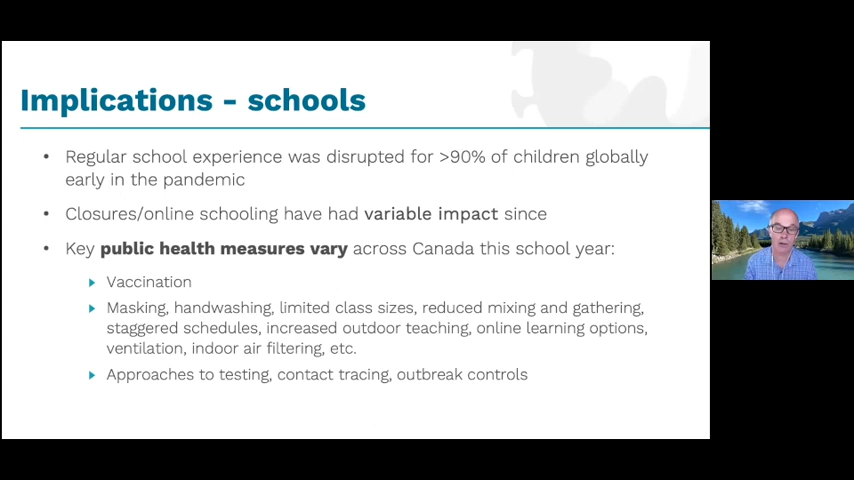 Implications - schools
• Regular school experience was disrupted for >90% of children globally
early in the pandemic
• Closures/online schooling have had variable impact since
• Key public health measures vary across Canada this school year:
Vaccination
Masking, handwashing, limited class sizes, reduced mixing and gathering,
staggered schedules, increased outdoor teaching, online learning options,
ventilation, indoor air filtering, etc.
Approaches to testing, contact tracing, outbreak controls